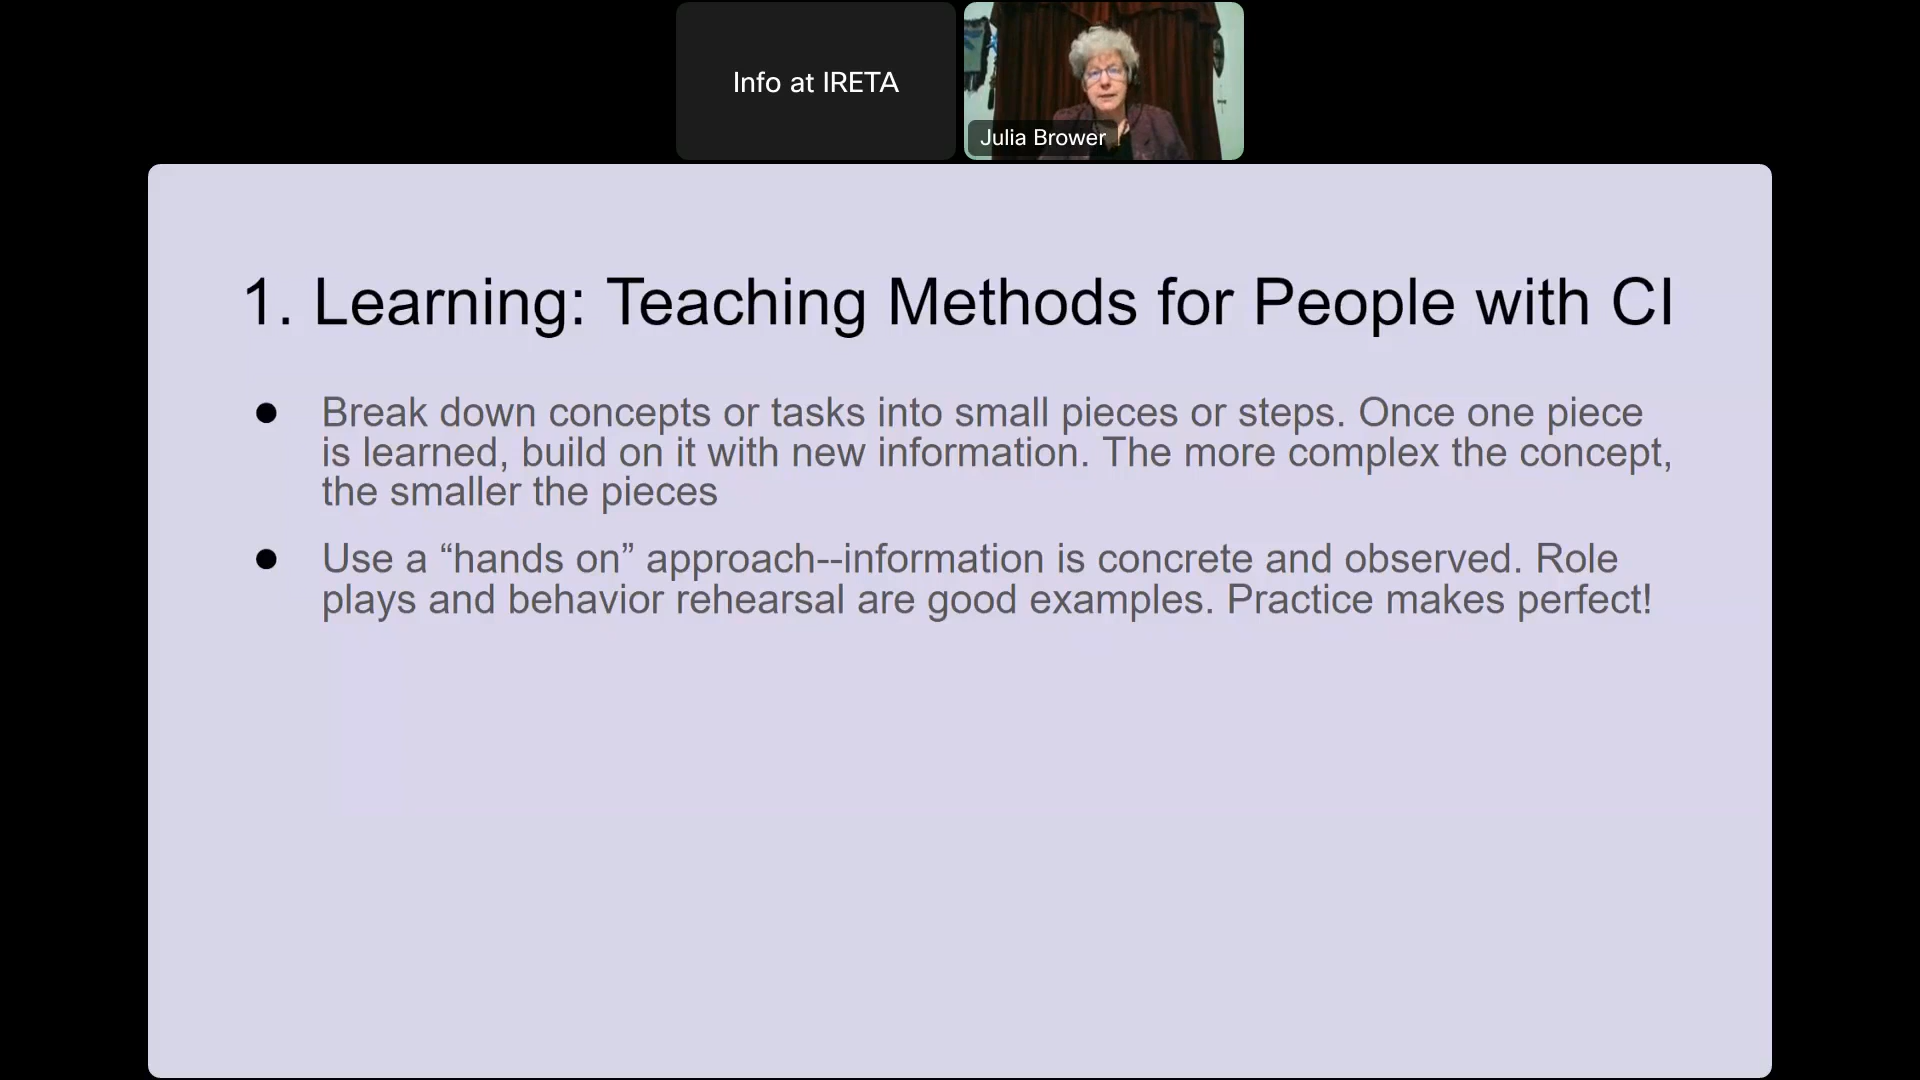 Info at IRETA
Julia Brower
1. Learning: Teaching Methods for People with CI
● Break down concepts or tasks into small pieces or steps. Once one piece
is learned, build on it with new information. The more complex the concept,
the smaller the pieces
● Use a “hands on” approach--information is concrete and observed. Role
plays and behavior rehearsal are good examples. Practice makes perfect!